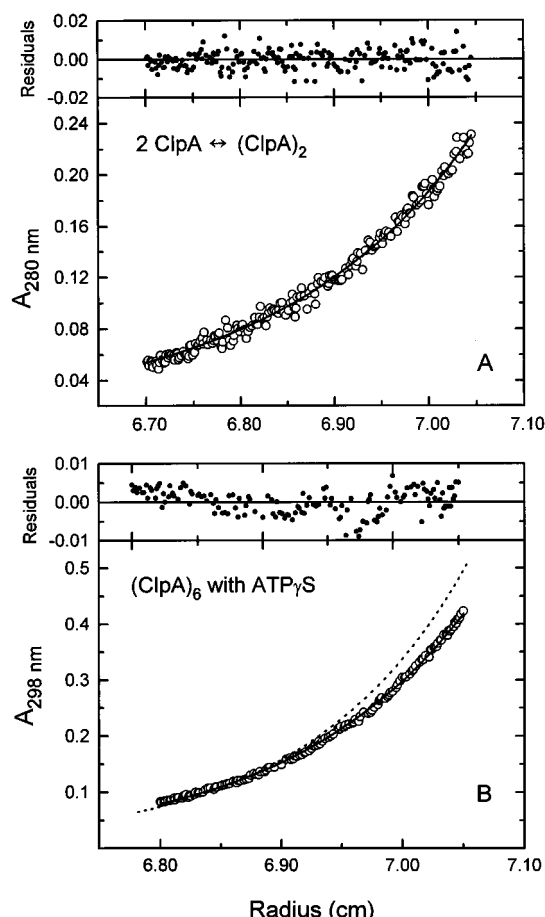 Residuals
0.02
0.00
-0.02
2 ClpA ↔ (ClpA)₂
A280 nm
0.24
0.20
0.16
0.12
0.08
0.04
A
6.70 6.80 6.90 7.00 7.10
Residuals
0.01
0.00
-0.01
(ClpA)₆ with ATPγS
A298 nm
0.5
0.4
0.3
0.2
0.1
B
6.80 6.90 7.00 7.10
Radius (cm)